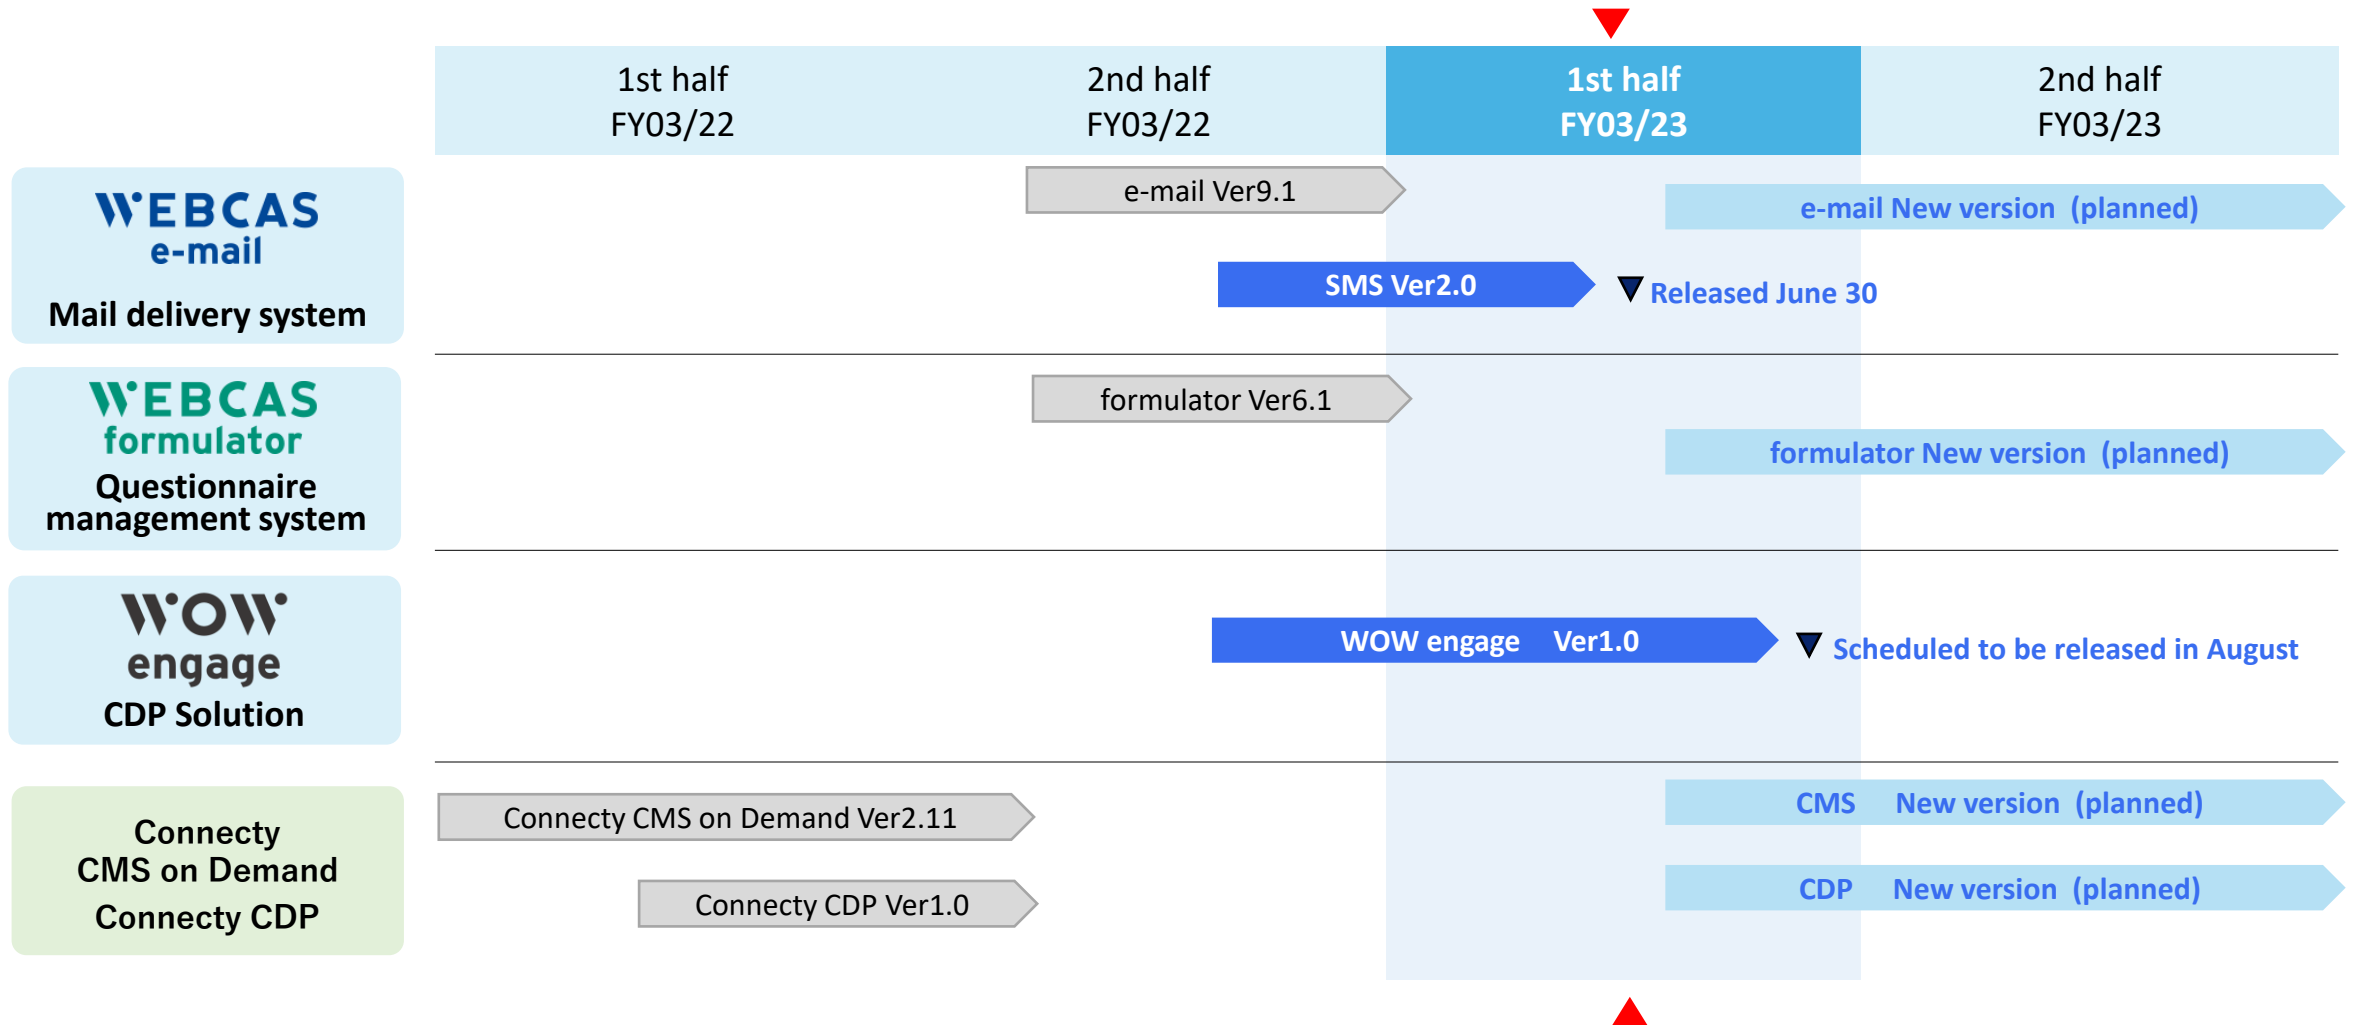 1st half
FY03/22
2nd half
FY03/22
1st half
FY03/23
2nd half
FY03/23
WEBCAS
e-mail
Mail delivery system
e-mail Ver9.1
e-mail New version (planned)
SMS Ver2.0
Released June 30
WEBCAS
formulator
Questionnaire
management system
formulator Ver6.1
formulator New version (planned)
WOW
engage
CDP Solution
WOW engage Ver1.0
Scheduled to be released in August
Connecty
CMS on Demand
Connecty CDP
Connecty CMS on Demand Ver2.11
CMS New version (planned)
Connecty CDP Ver1.0
CDP New version (planned)